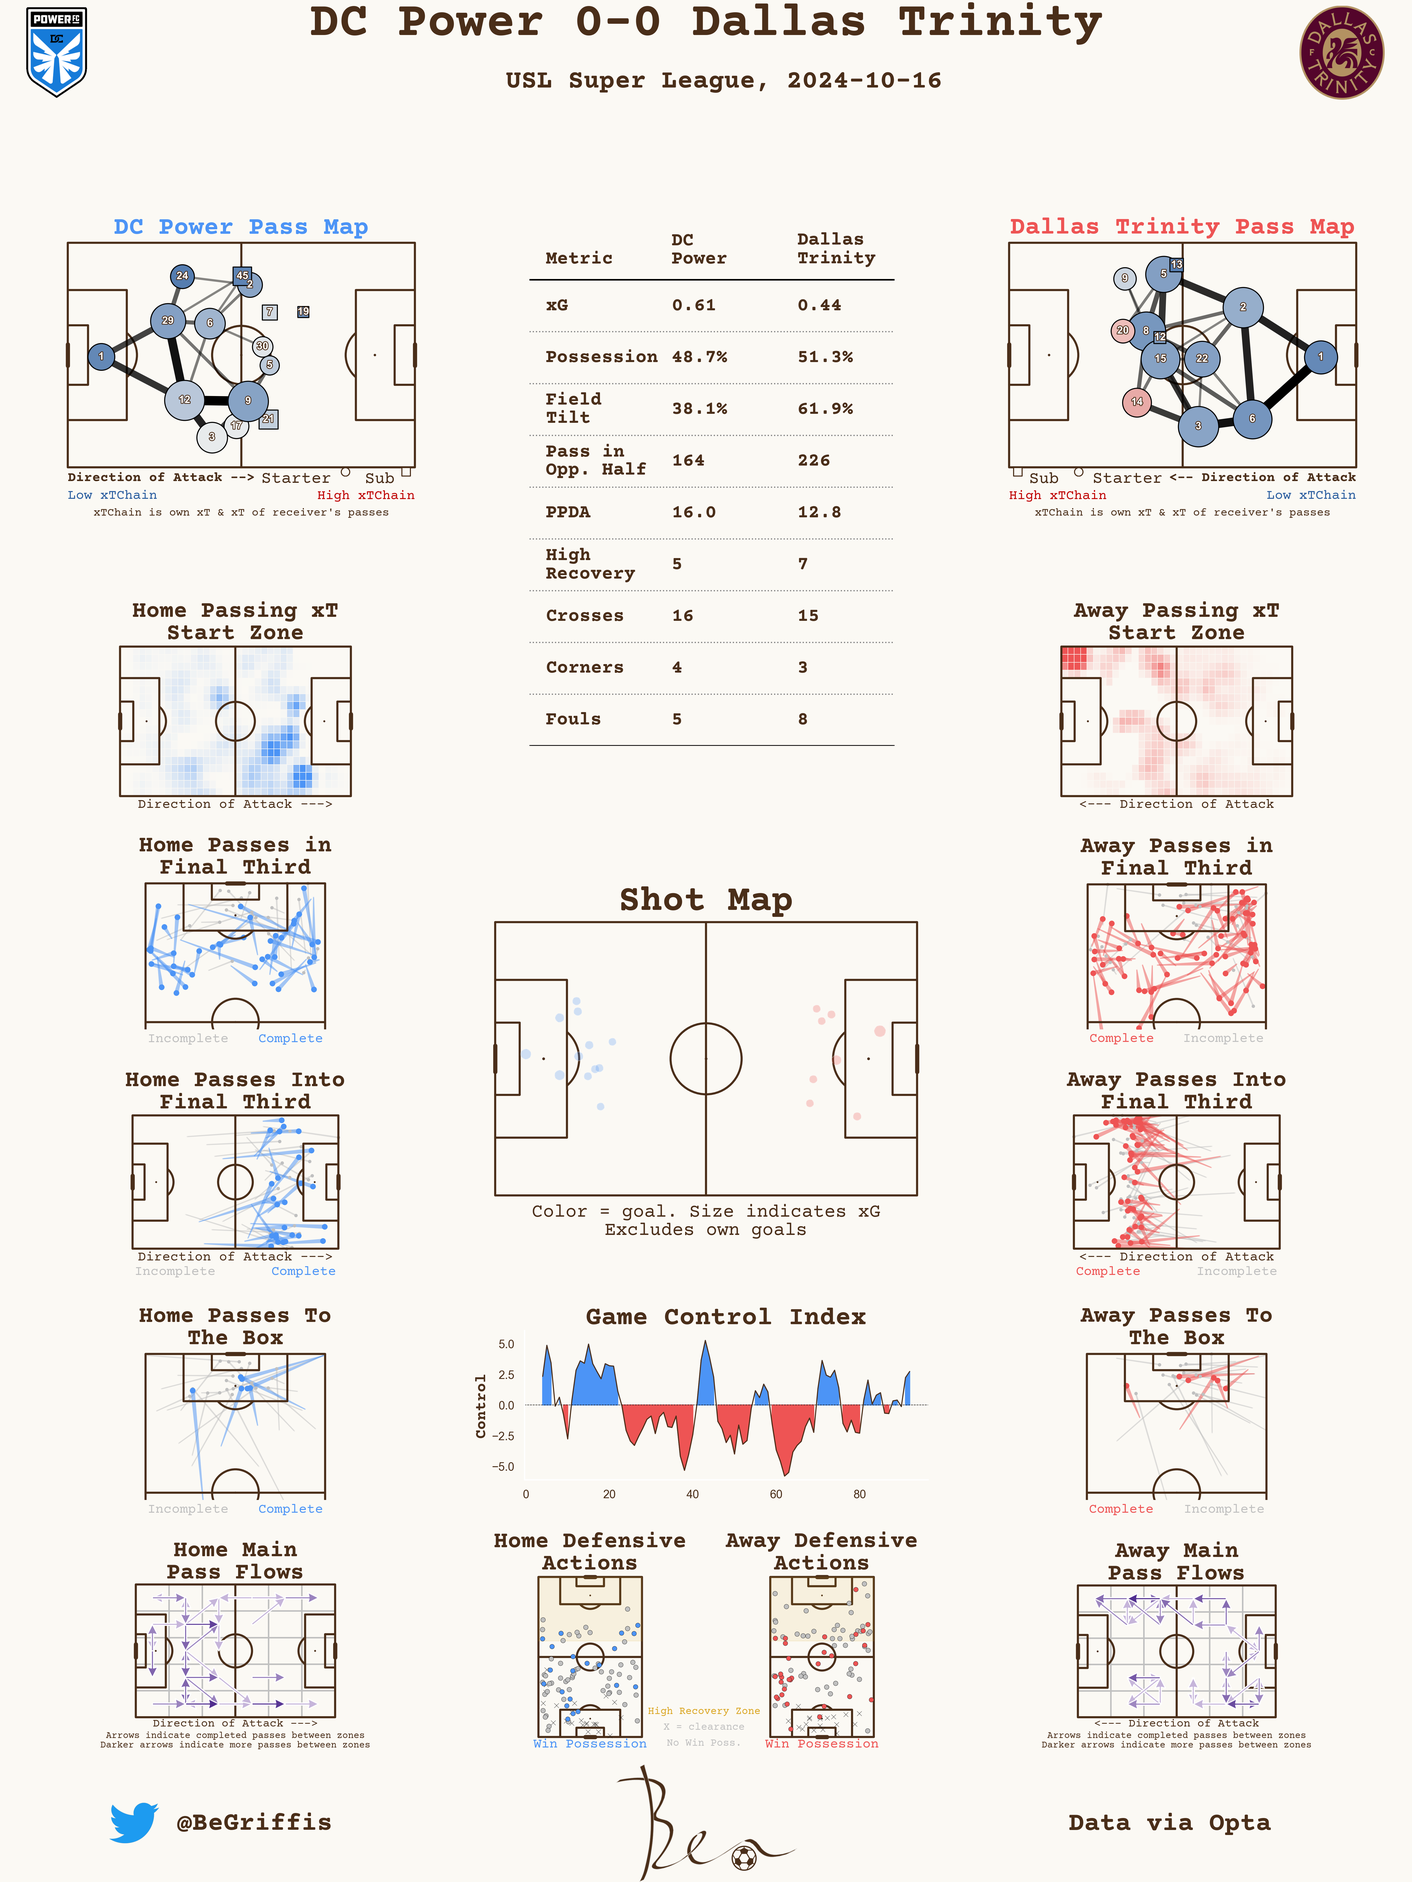 DC Power 0-0 Dallas Trinity
USL Super League, 2024-10-16
POWER FC
DC
DALLAS
FC
TRINITY
DC Power Pass Map
24
45
2
29
6
7
19
30
1
5
12
9
21
17
3
Direction of Attack --> Starter Sub
Low xTChain High xTChain
xTChain is own xT & xT of receiver's passes
Metric DC Power Dallas Trinity
xG 0.61 0.44
Possession 48.7% 51.3%
Field Tilt 38.1% 61.9%
Pass in Opp. Half 164 226
PPDA 16.0 12.8
High Recovery 5 7
Crosses 16 15
Corners 4 3
Fouls 5 8
Dallas Trinity Pass Map
13
9
5
2
20
8
12
15
22
1
14
3
6
Sub Starter <-- Direction of Attack
High xTChain Low xTChain
xTChain is own xT & xT of receiver's passes
Home Passing xT
Start Zone
Direction of Attack --->
Away Passing xT
Start Zone
<--- Direction of Attack
Home Passes in
Final Third
Incomplete Complete
Away Passes in
Final Third
Complete Incomplete
Shot Map
Color = goal. Size indicates xG
Excludes own goals
Home Passes Into
Final Third
Direction of Attack --->
Incomplete Complete
Away Passes Into
Final Third
<--- Direction of Attack
Complete Incomplete
Home Passes To
The Box
Incomplete Complete
Game Control Index
Control
5.0
2.5
0.0
−2.5
−5.0
0 20 40 60 80
Away Passes To
The Box
Complete Incomplete
Home Main
Pass Flows
Direction of Attack --->
Arrows indicate completed passes between zones
Darker arrows indicate more passes between zones
Home Defensive
Actions
Win Possession
Away Defensive
Actions
Win Possession
High Recovery Zone
X = clearance
No Win Poss.
Away Main
Pass Flows
<--- Direction of Attack
Arrows indicate completed passes between zones
Darker arrows indicate more passes between zones
@BeGriffis
Ben
Data via Opta